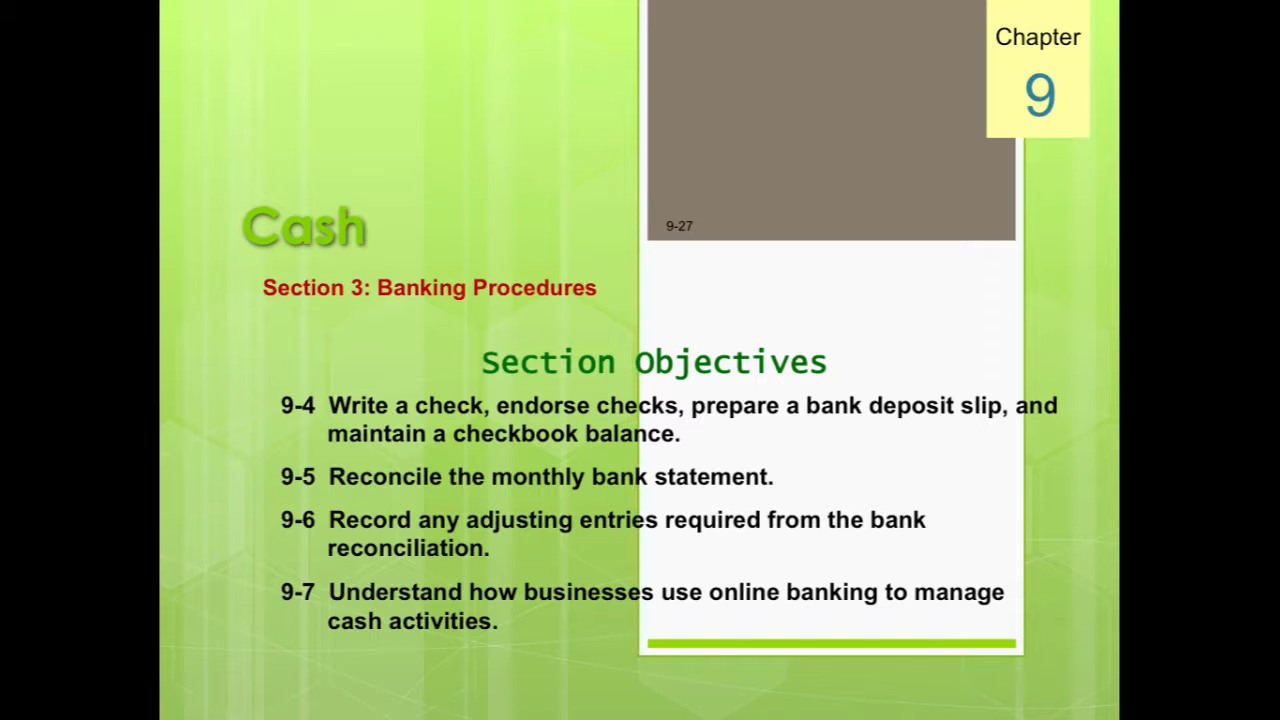 Chapter
9
9-27
Cash
Section 3: Banking Procedures
Section Objectives
9-4 Write a check, endorse checks, prepare a bank deposit slip, and
maintain a checkbook balance.
9-5 Reconcile the monthly bank statement.
9-6 Record any adjusting entries required from the bank
reconciliation.
9-7 Understand how businesses use online banking to manage
cash activities.